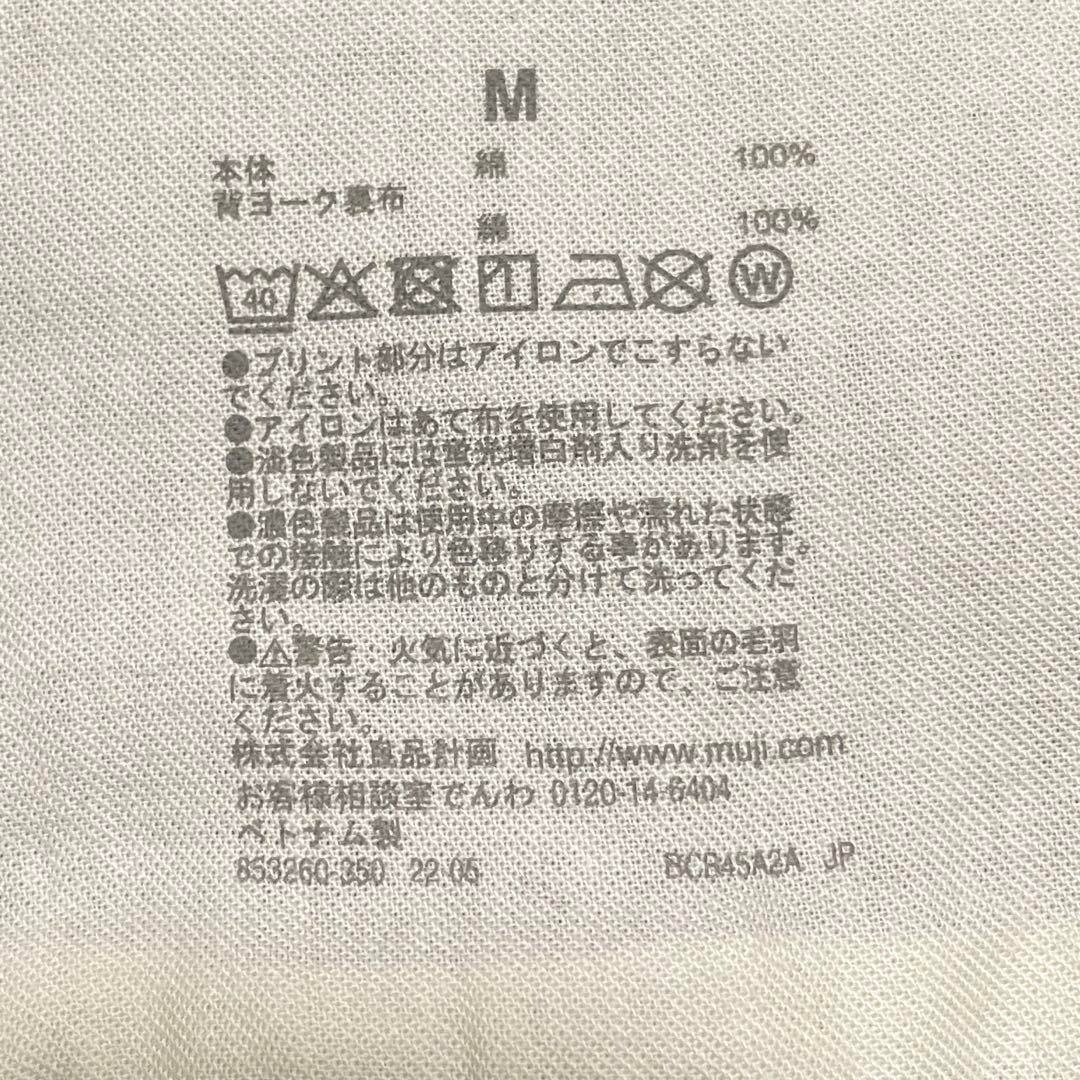 M
本体 綿 100%
背ヨーク裏布
綿 100%
40 W
●プリント部分はアイロンでこすらない
でください。
●アイロンはあて布を使用してください。
●淡色製品には蛍光増白剤入り洗剤を使
用しないでください。
●濃色製品は使用中の摩擦や濡れた状態
での接触により色移りする事があります。
洗濯の際は他のものと分けて洗ってくだ
さい。
●⚠警告:火気に近づくと、表面の毛羽
に着火することがありますので、ご注意
ください。
株式会社良品計画 http://www.muji.com
お客様相談室でんわ 0120-14-6404
ベトナム製
853260-350 22.05 BCB45A2A JP